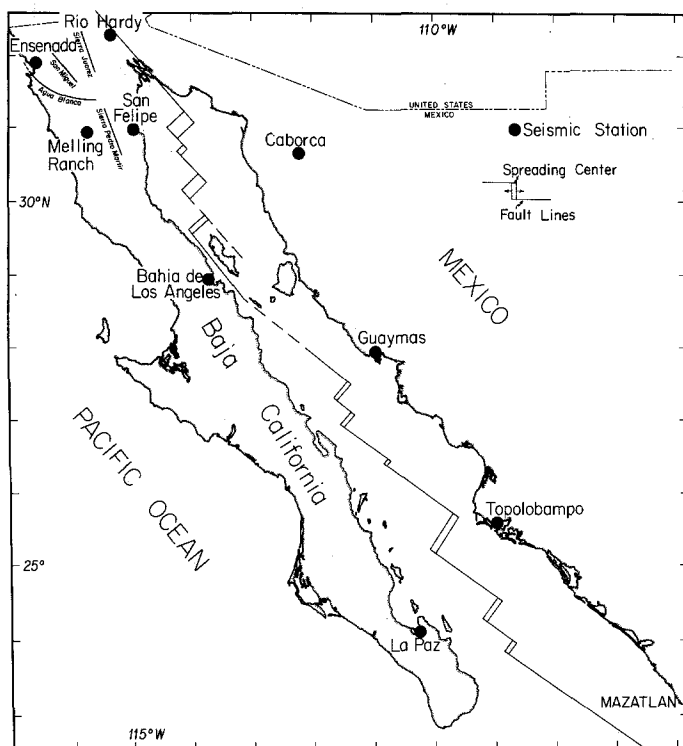 110°W
Rio Hardy
Ensenada
Sierra Juarez
San Miguel
Agua Blanca
San
Felipe
Sierra Pedro Martir
Melling
Ranch
UNITED STATES
MEXICO
Seismic Station
Caborca
Spreading Center
Fault Lines
30°N
MEXICO
Bahia de
Los Angeles
Baja
California
Guaymas
PACIFIC OCEAN
Topolobampo
25°
La Paz
MAZATLAN
115°W